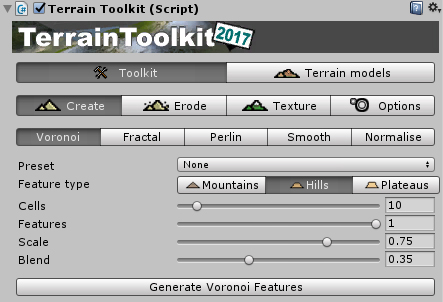 Terrain Toolkit (Script)
TerrainToolkit 2017
Toolkit Terrain models
Create Erode Texture Options
Voronoi Fractal Perlin Smooth Normalise
Preset None
Feature type Mountains Hills Plateaus
Cells 10
Features 1
Scale 0.75
Blend 0.35
Generate Voronoi Features